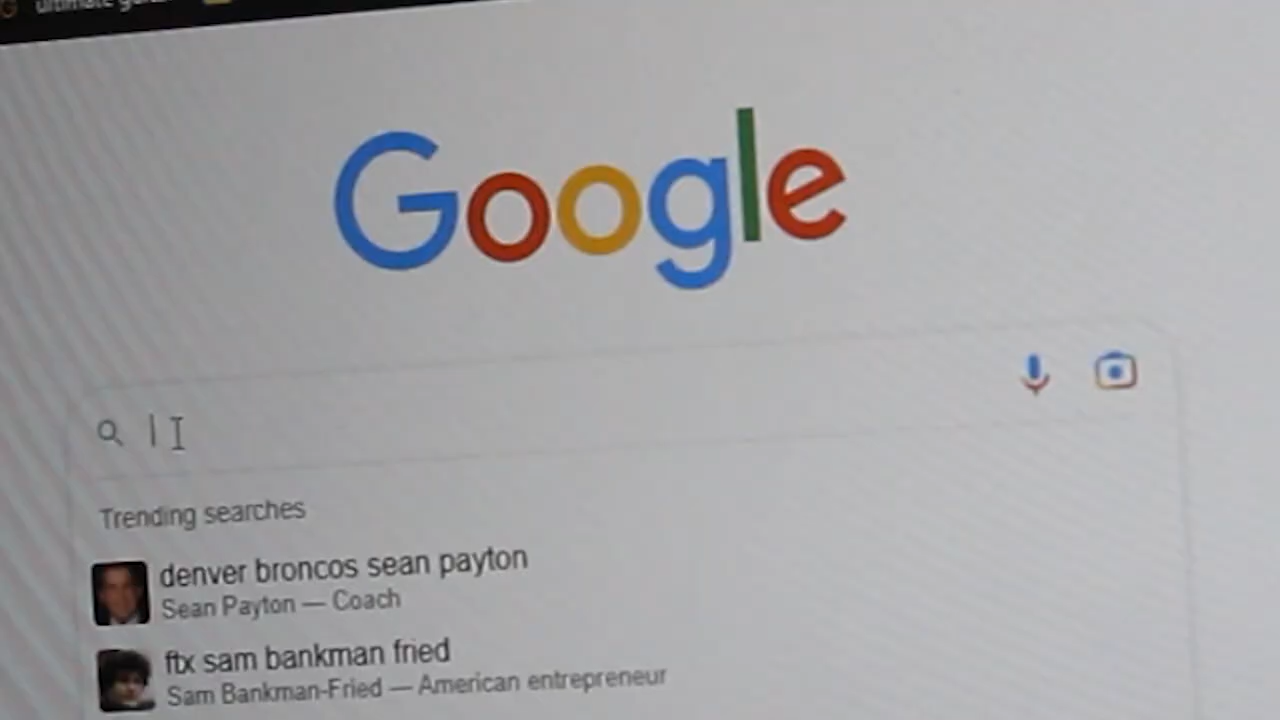 ultimate
Google
Trending searches
denver broncos sean payton
Sean Payton — Coach
ftx sam bankman fried
Sam Bankman-Fried — American entrepreneur